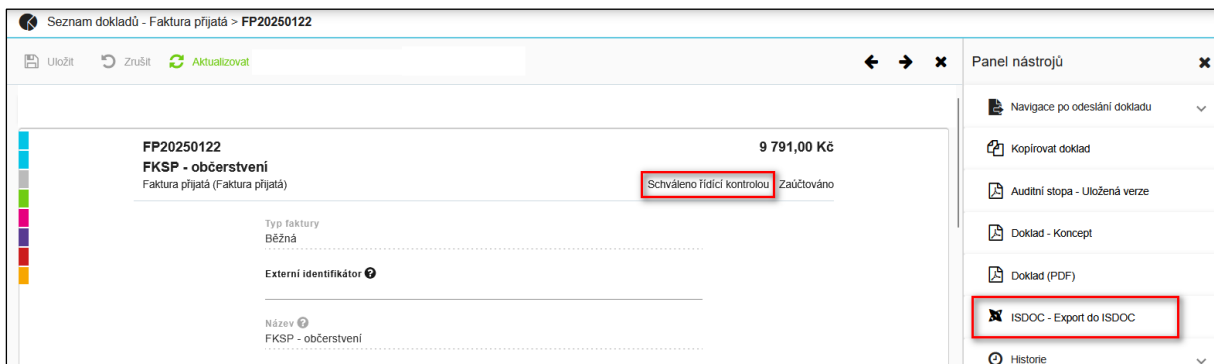 Seznam dokladů - Faktura přijatá > FP20250122
Uložit Zrušit Aktualizovat
FP20250122 9 791,00 Kč
FKSP - občerstvení
Faktura přijatá (Faktura přijatá) Schváleno řídící kontrolou Zaúčtováno
Typ faktury
Běžná
Externí identifikátor
Název
FKSP - občerstvení
Panel nástrojů
Navigace po odeslání dokladu
Kopírovat doklad
Auditní stopa - Uložená verze
Doklad - Koncept
Doklad (PDF)
ISDOC - Export do ISDOC
Historie